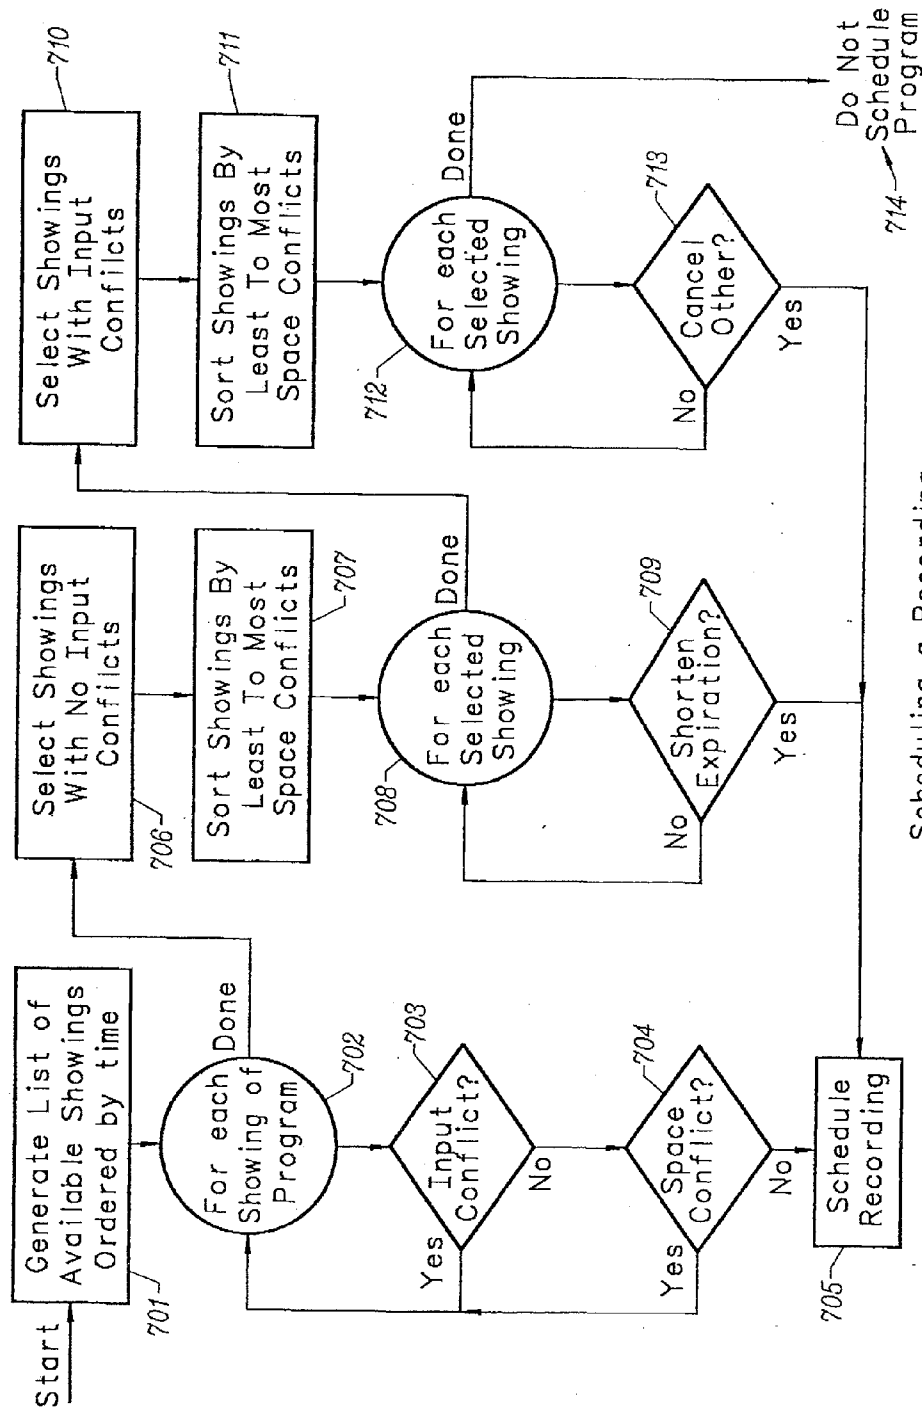 Start
Generate List of
Available Showings
Ordered by time
701
For each
Showing of
Program
Done
702
Input
Conflict?
703
Yes
No
Space
Conflict?
704
Yes
No
Schedule
Recording
705
Select Showings
With No Input
Confilcts
706
Sort Showings By
Least To Most
Space Conflicts
707
For each
Selected
Showing
Done
708
Shorten
Expiration?
709
No
Yes
Select Showings
With Input
Confilcts
710
Sort Showings By
Least To Most
Space Conflicts
711
For each
Selected
Showing
Done
712
Cancel
Other?
713
No
Yes
Do Not
Schedule
Program
714
Scheduling a Recording